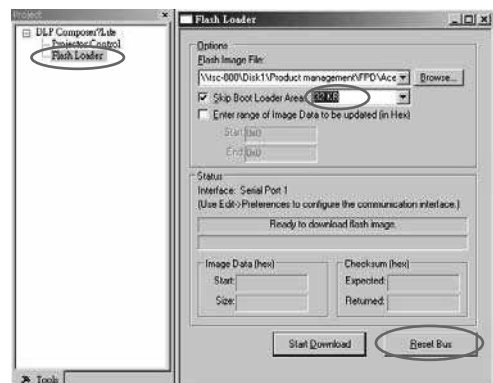 Project
DLP Composer?Lite
Projector Control
Flash Loader
Tools
Flash Loader
Options
Flash Image File:
\\tsc-000\Disk1\Product management\FPD\Ace
Browse...
Skip Boot Loader Area: 32 KB
Enter range of Image Data to be updated (in Hex)
Start: 0x0
End: 0x0
Status
Interface: Serial Port 1
(Use Edit->Preferences to configure the communication interface.)
Ready to download flash image.
Image Data (hex)
Start:
Size:
Checksum (hex)
Expected:
Returned:
Start Download
Reset Bus